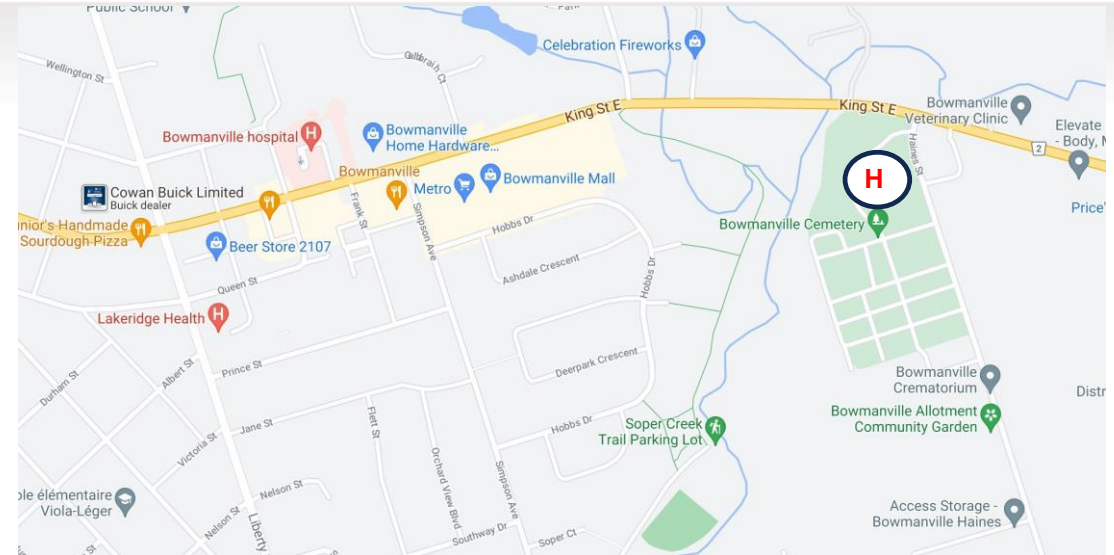 Public School
Wellington St
Galbraith Ct
Celebration Fireworks
King St E
King St E
Bowmanville
Veterinary Clinic
Elevate
- Body, M
2
Haines St
Bowmanville hospital
H
Bowmanville
Home Hardware...
Bowmanville
H
Cowan Buick Limited
Buick dealer
Metro
Bowmanville Mall
Price'
nior's Handmade
Sourdough Pizza
Frank St
Simpson Ave
Hobbs Dr
Bowmanville Cemetery
Beer Store 2107
Ashdale Crescent
Hobbs Dr
Queen St
Lakeridge Health
H
Albert St
Prince St
Durham St
Deerpark Crescent
Bowmanville
Crematorium
Distr
Flett St
Hobbs Dr
Soper Creek
Trail Parking Lot
Bowmanville Allotment
Community Garden
Jane St
Victoria St
Orchard View Blvd
Simpson Ave
Nelson St
ole élémentaire
Viola-Léger
Nelson St
Liberty
Southway Dr
Soper Ct
Access Storage -
Bowmanville Haines